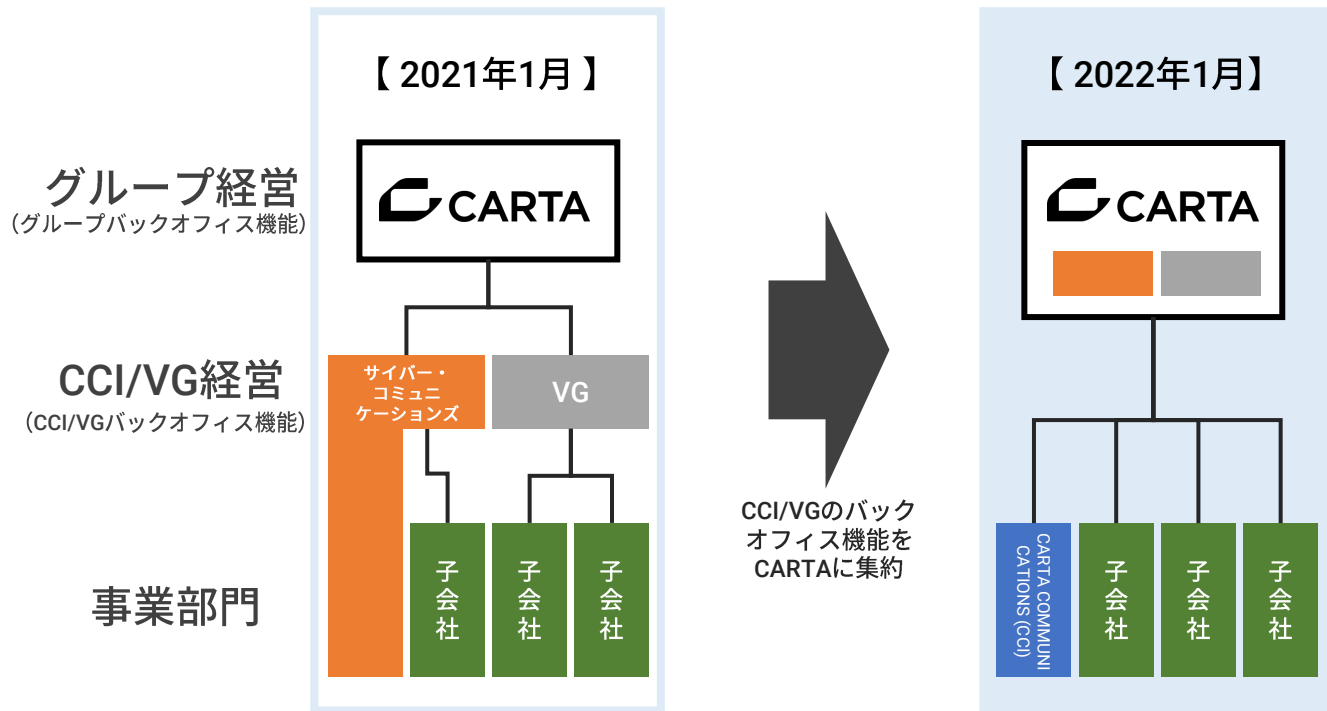 【 2021年1月 】
【 2022年1月】
グループ経営
（グループバックオフィス機能）
CARTA
CARTA
CCI/VG経営
（CCI/VGバックオフィス機能）
サイバー・
コミュニ
ケーションズ
VG
CCI/VGのバック
オフィス機能を
CARTAに集約
事業部門
子会社
子会社
子会社
CARTA COMMUNI
CATIONS (CCI)
子会社
子会社
子会社